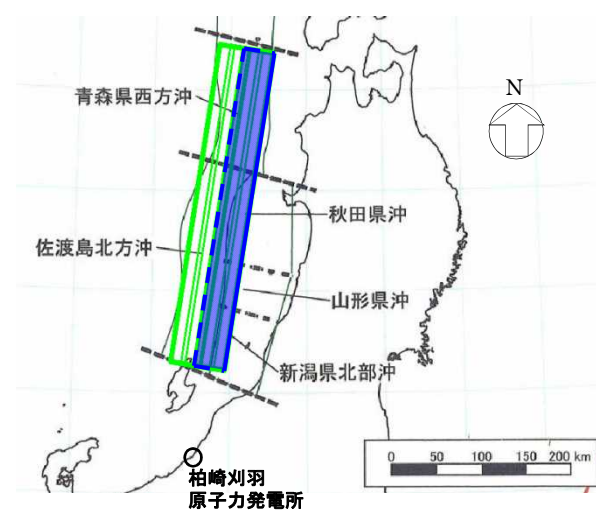 N
青森県西方沖
秋田県沖
佐渡島北方沖
山形県沖
新潟県北部沖
0 50 100 150 200 km
柏崎刈羽
原子力発電所